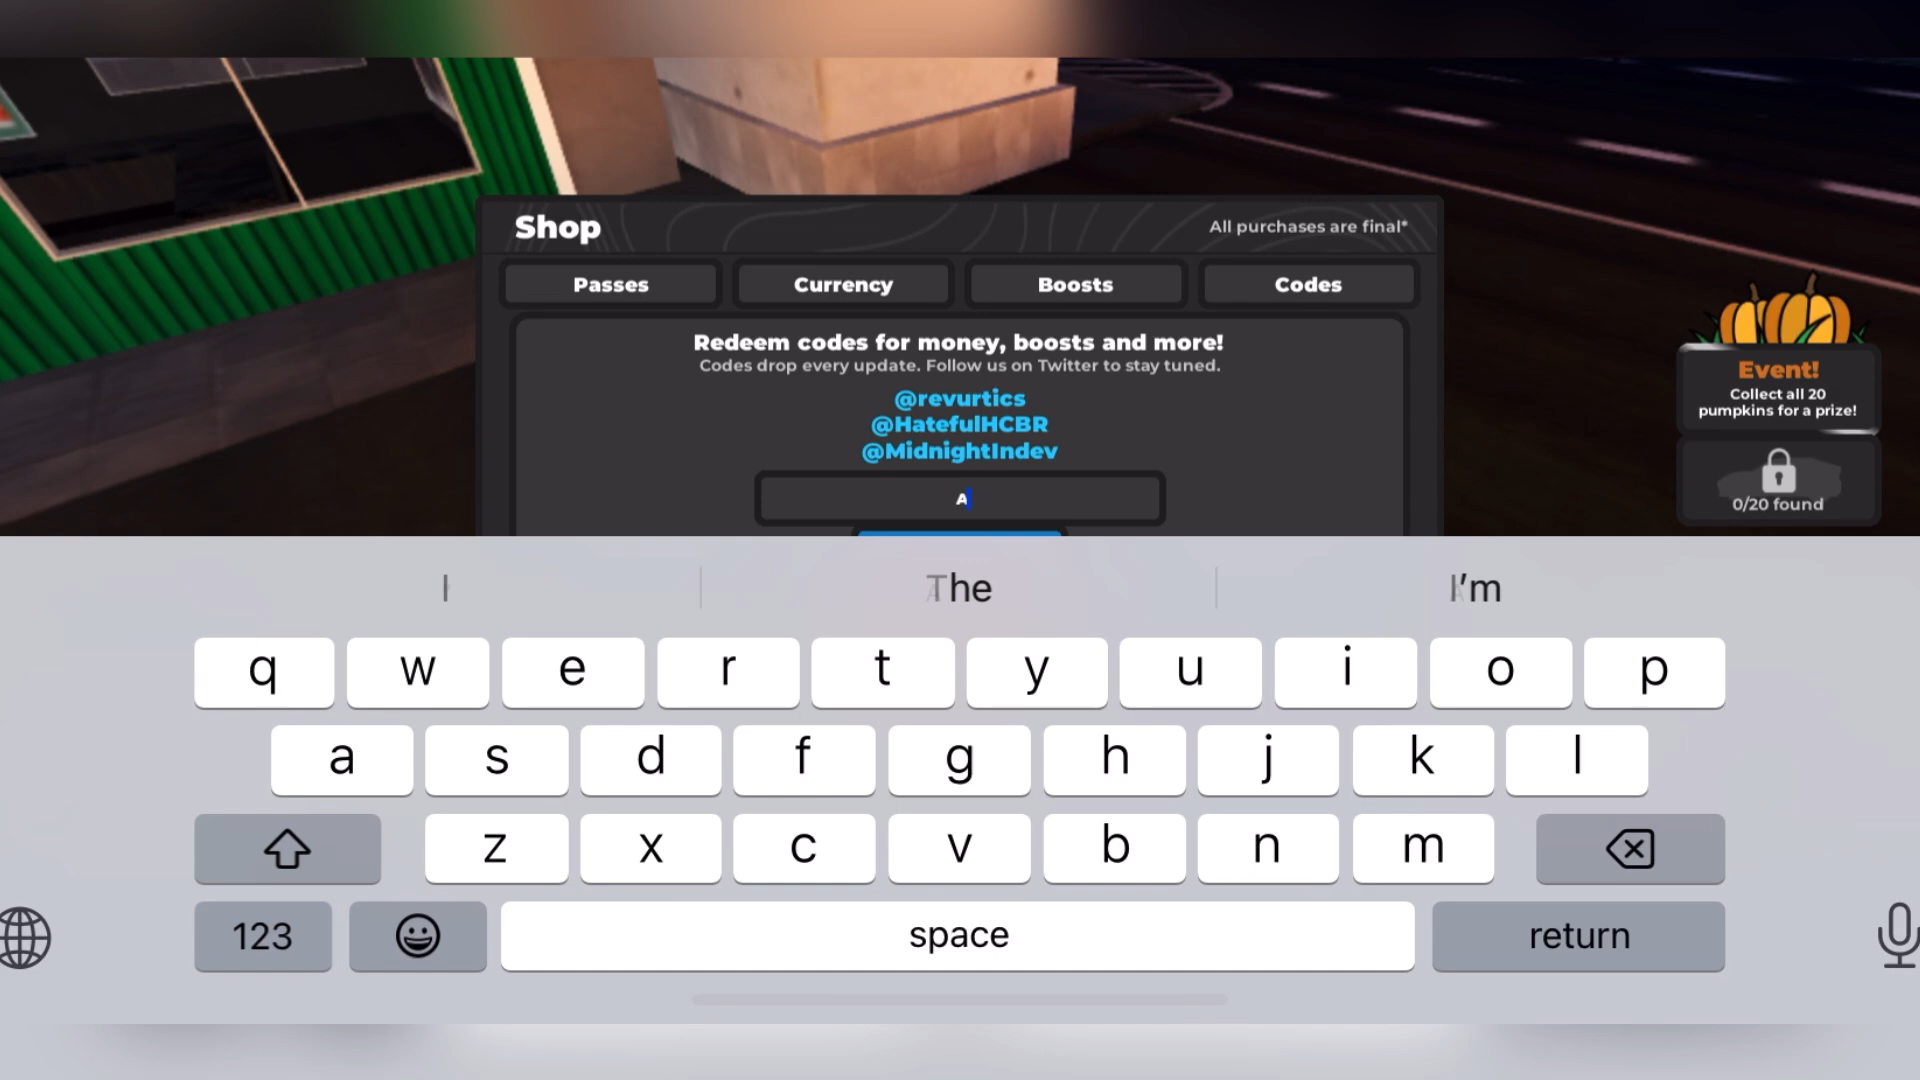 Shop
All purchases are final*
Passes
Currency
Boosts
Codes
Redeem codes for money, boosts and more!
Codes drop every update. Follow us on Twitter to stay tuned.
@revurtics
@HatefulHCBR
@MidnightIndev
A
Event!
Collect all 20
pumpkins for a prize!
0/20 found
I
The
I'm
q w e r t y u i o p
a s d f g h j k l
z x c v b n m
123
space
return